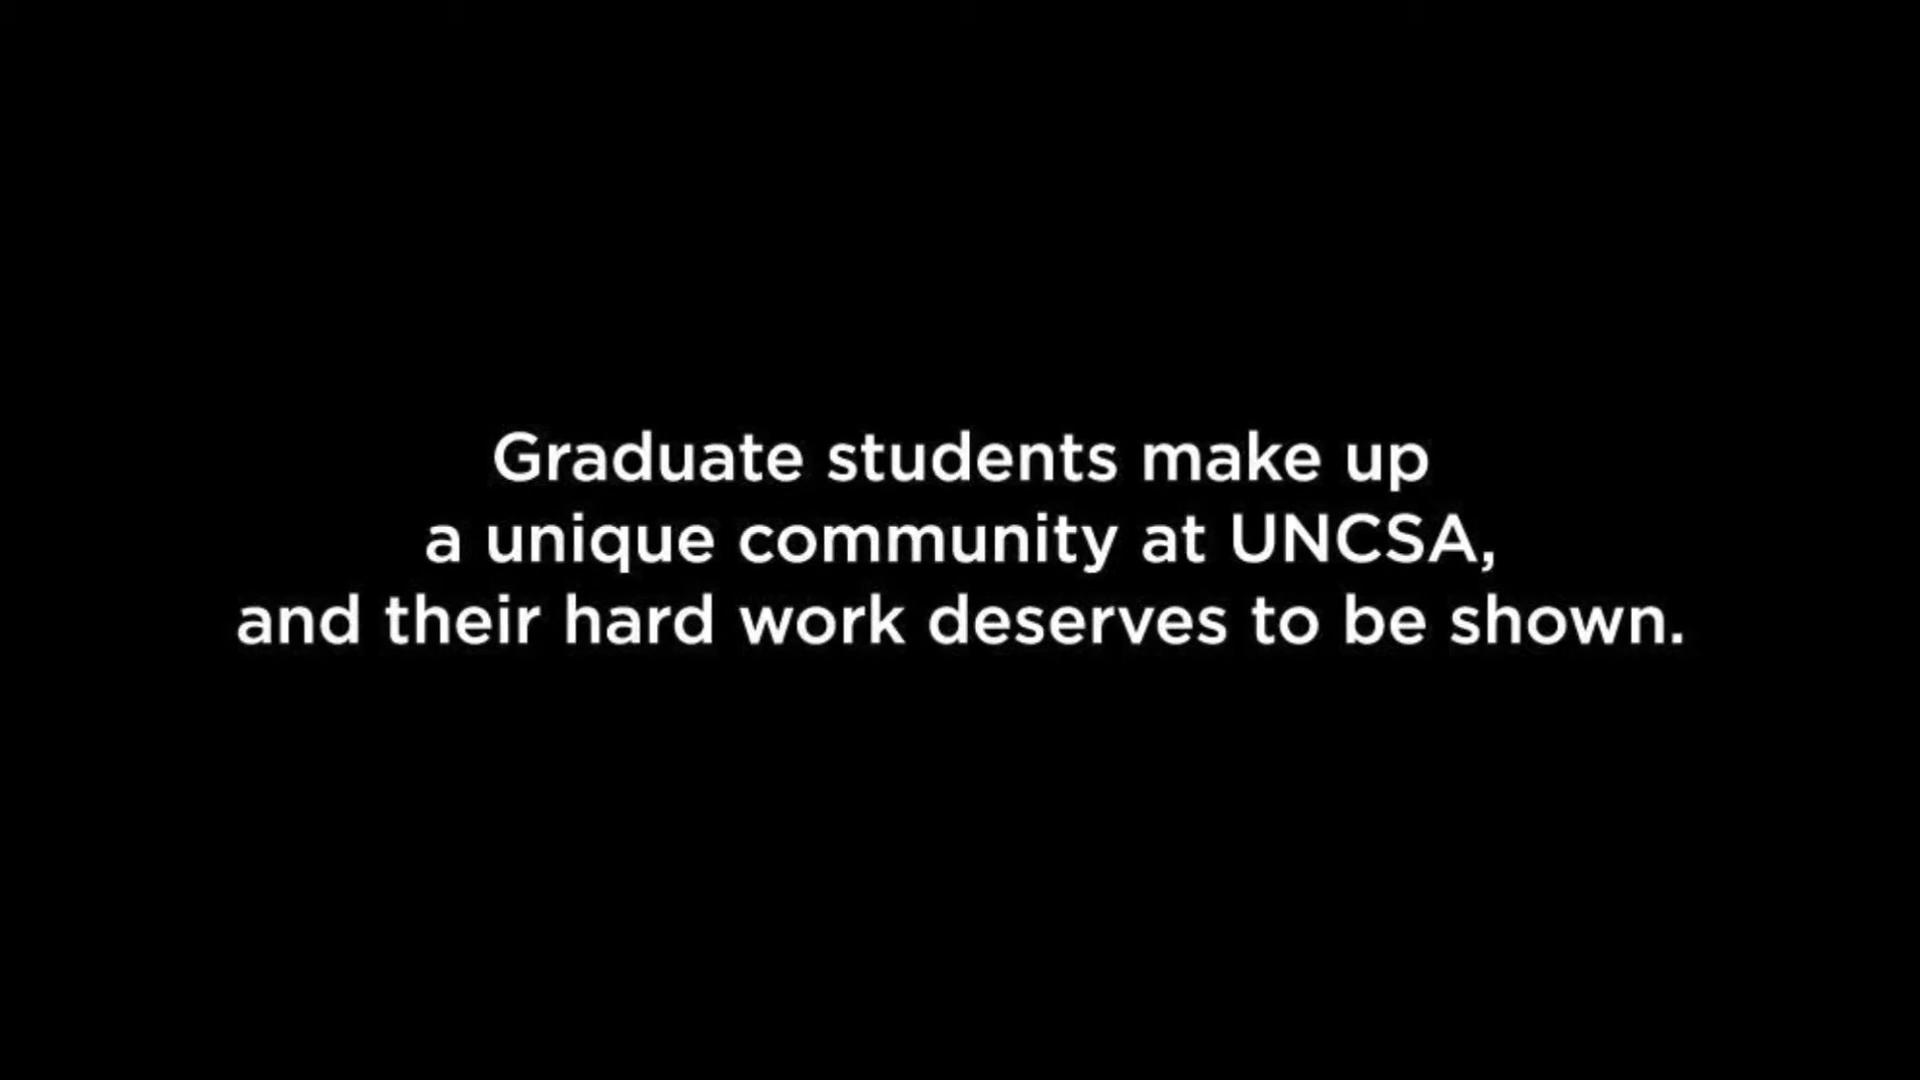 Graduate students make up
a unique community at UNCSA,
and their hard work deserves to be shown.